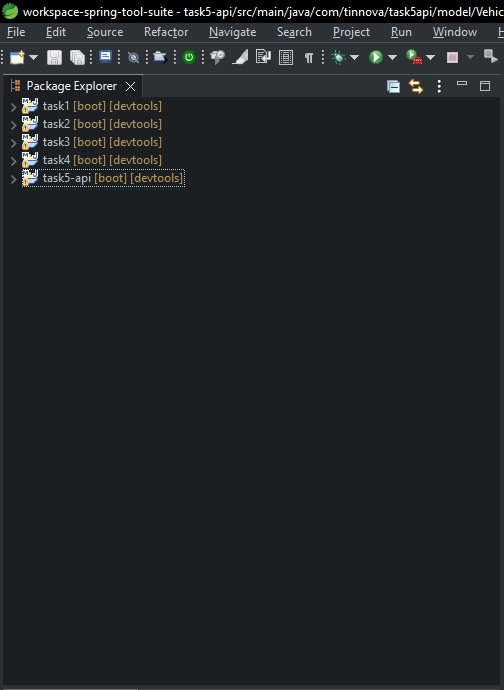 workspace-spring-tool-suite - task5-api/src/main/java/com/tinnova/task5api/model/Vehic
File Edit Source Refactor Navigate Search Project Run Window H
Package Explorer
task1 [boot] [devtools]
task2 [boot] [devtools]
task3 [boot] [devtools]
task4 [boot] [devtools]
task5-api [boot] [devtools]